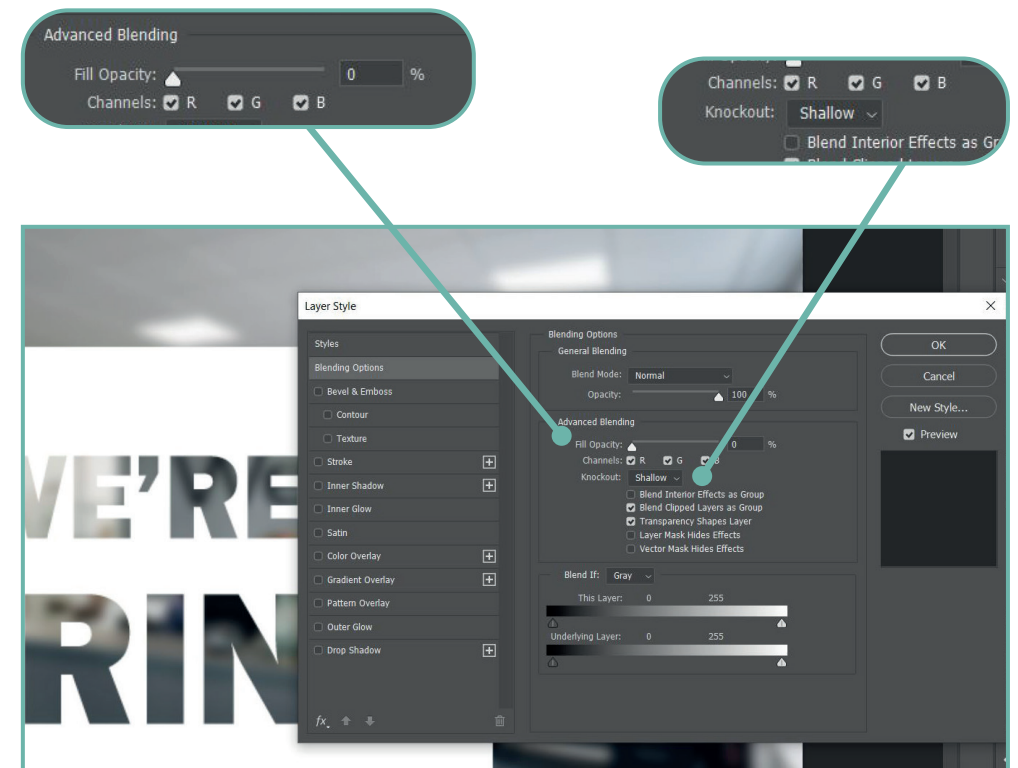 Advanced Blending
Fill Opacity: 0 %
Channels: R G B
Channels: R G B
Knockout: Shallow
Blend Interior Effects as Gr
Layer Style
Styles
Blending Options
Bevel & Emboss
Contour
Texture
Stroke
Inner Shadow
Inner Glow
Satin
Color Overlay
Gradient Overlay
Pattern Overlay
Outer Glow
Drop Shadow
fx
Blending Options
General Blending
Blend Mode: Normal
Opacity: 100 %
Advanced Blending
Fill Opacity: 0 %
Channels: R G B
Knockout: Shallow
Blend Interior Effects as Group
Blend Clipped Layers as Group
Transparency Shapes Layer
Layer Mask Hides Effects
Vector Mask Hides Effects
Blend If: Gray
This Layer: 0 255
Underlying Layer: 0 255
OK
Cancel
New Style...
Preview
WE'RE
RIN